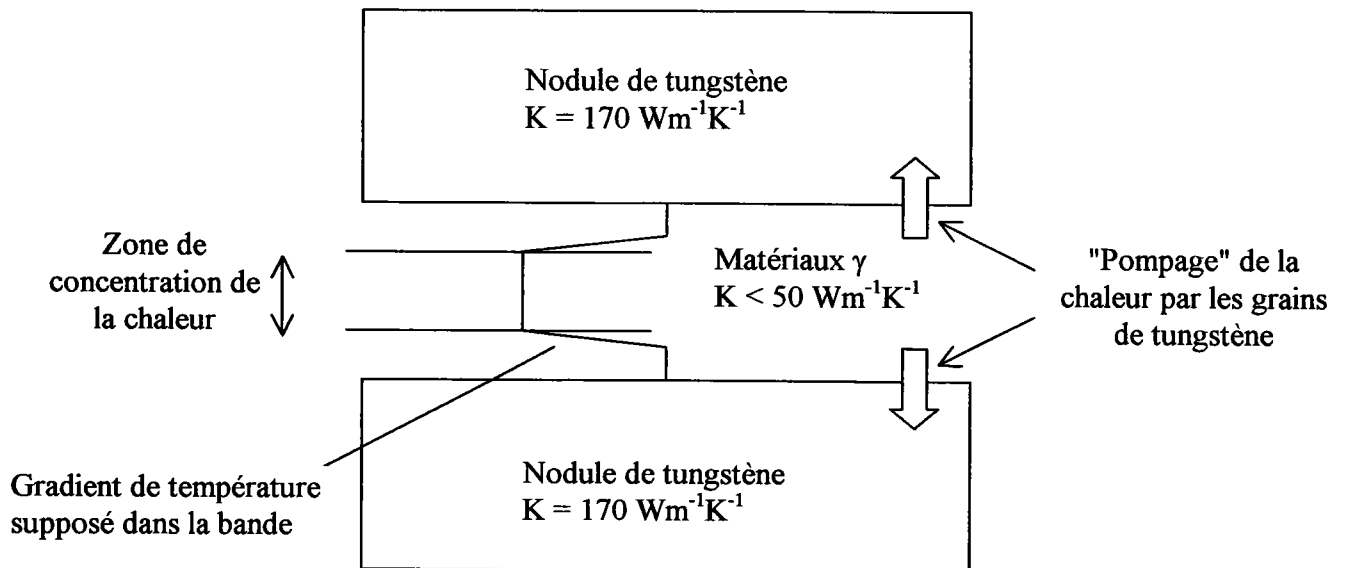 Nodule de tungstène
K = 170 Wm⁻¹K⁻¹
Zone de
concentration de
la chaleur
Matériaux γ
K < 50 Wm⁻¹K⁻¹
"Pompage" de la
chaleur par les grains
de tungstène
Gradient de température
supposé dans la bande
Nodule de tungstène
K = 170 Wm⁻¹K⁻¹